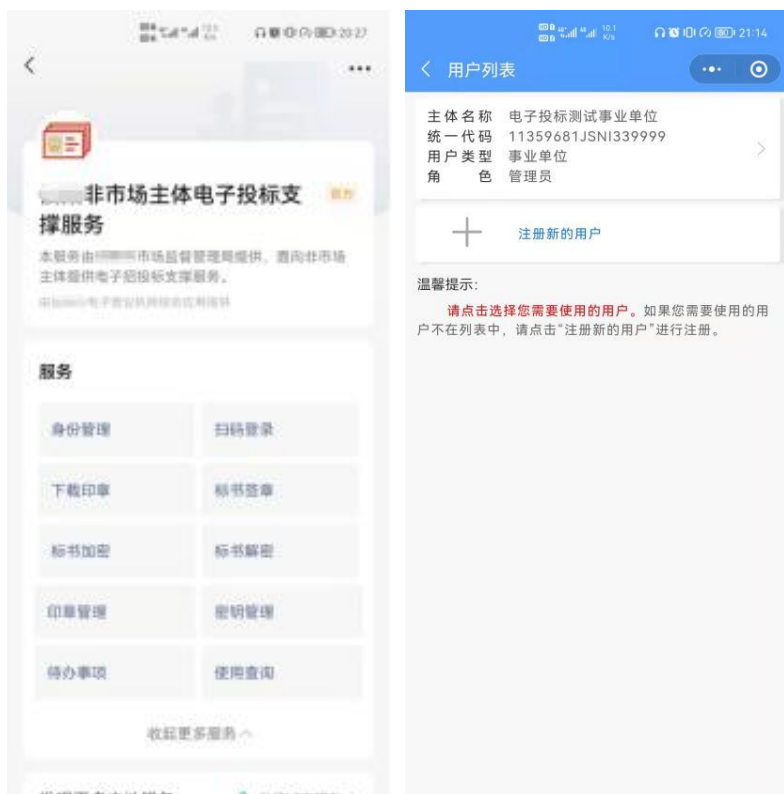 20:27
非市场主体电子投标支
撑服务
官方
本服务由 市场监督管理局提供，面向非市场
主体提供电子招投标支撑服务。
服务
身份管理
扫码登录
下载印章
标书签章
标书加密
标书解密
印章管理
密钥管理
待办事项
使用查询
收起更多服务
21:14
用户列表
主体名称 电子投标测试事业单位
统一代码 11359681JSNI339999
用户类型 事业单位
角 色 管理员
注册新的用户
温馨提示:
请点击选择您需要使用的用户。如果您需要使用的用
户不在列表中，请点击“注册新的用户”进行注册。